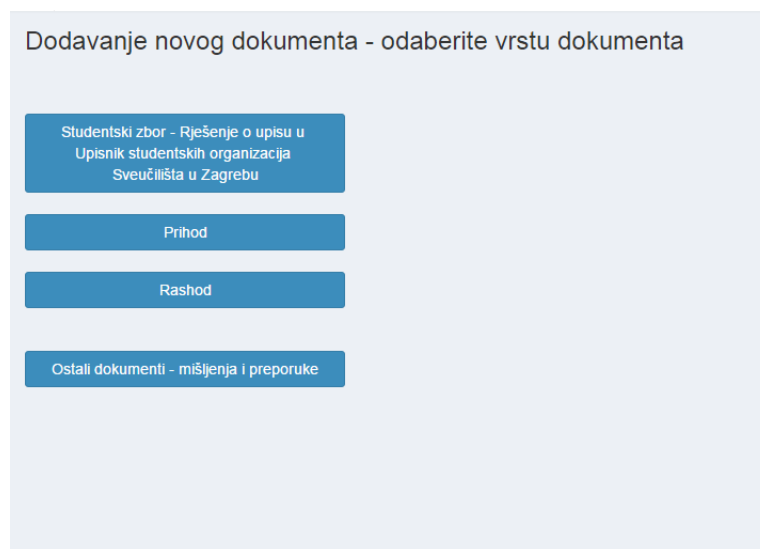 Dodavanje novog dokumenta - odaberite vrstu dokumenta
Studentski zbor - Rješenje o upisu u
Upisnik studentskih organizacija
Sveučilišta u Zagrebu
Prihod
Rashod
Ostali dokumenti - mišljenja i preporuke